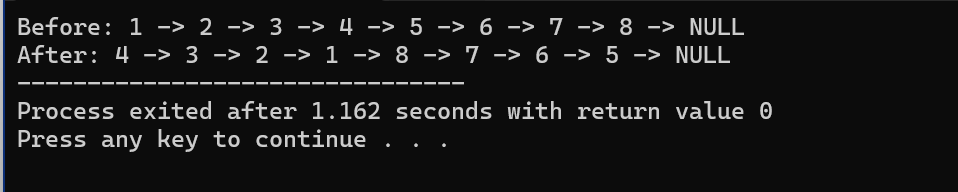 Before: 1 -> 2 -> 3 -> 4 -> 5 -> 6 -> 7 -> 8 -> NULL
After: 4 -> 3 -> 2 -> 1 -> 8 -> 7 -> 6 -> 5 -> NULL
--------------------------------
Process exited after 1.162 seconds with return value 0
Press any key to continue . . .